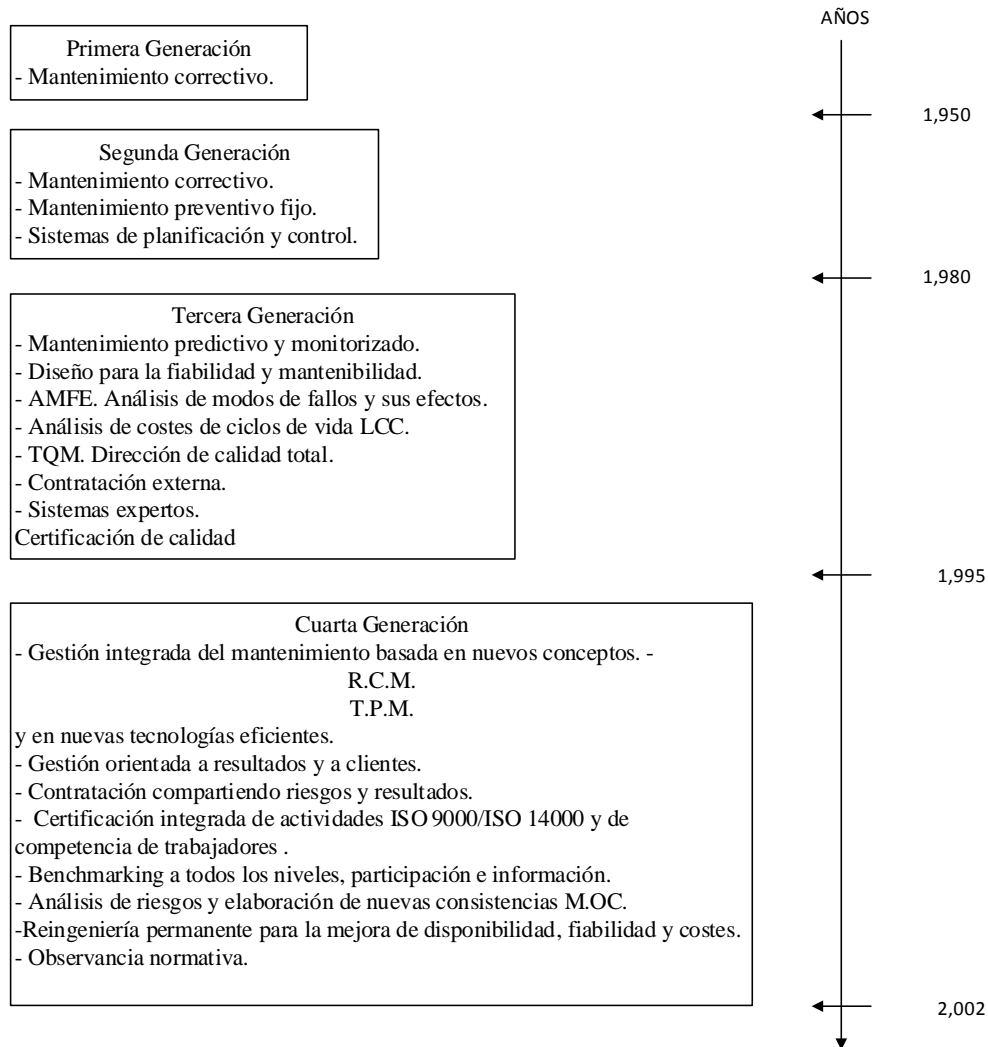 AÑOS
Primera Generación
- Mantenimiento correctivo.
1,950
Segunda Generación
- Mantenimiento correctivo.
- Mantenimiento preventivo fijo.
- Sistemas de planificación y control.
1,980
Tercera Generación
- Mantenimiento predictivo y monitorizado.
- Diseño para la fiabilidad y mantenibilidad.
- AMFE. Análisis de modos de fallos y sus efectos.
- Análisis de costes de ciclos de vida LCC.
- TQM. Dirección de calidad total.
- Contratación externa.
- Sistemas expertos.
Certificación de calidad
1,995
Cuarta Generación
- Gestión integrada del mantenimiento basada en nuevos conceptos. -
R.C.M.
T.P.M.
y en nuevas tecnologías eficientes.
- Gestión orientada a resultados y a clientes.
- Contratación compartiendo riesgos y resultados.
- Certificación integrada de actividades ISO 9000/ISO 14000 y de
competencia de trabajadores .
- Benchmarking a todos los niveles, participación e información.
- Análisis de riesgos y elaboración de nuevas consistencias M.OC.
-Reingeniería permanente para la mejora de disponibilidad, fiabilidad y costes.
- Observancia normativa.
2,002